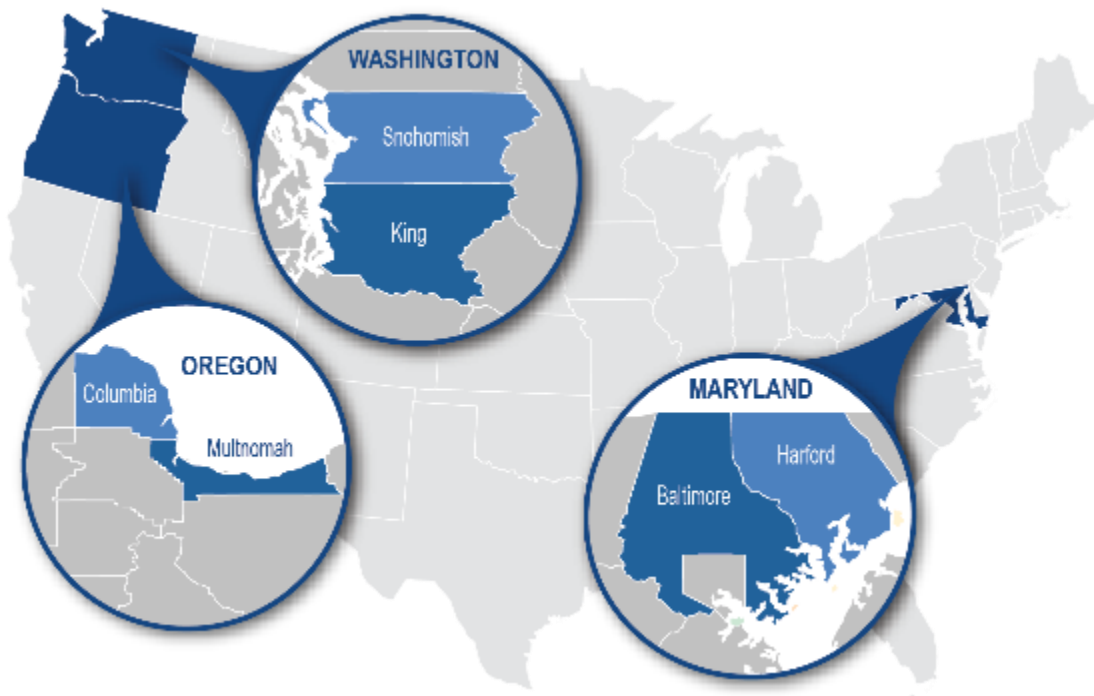 WASHINGTON
Snohomish
King
OREGON
Columbia
Multnomah
MARYLAND
Harford
Baltimore